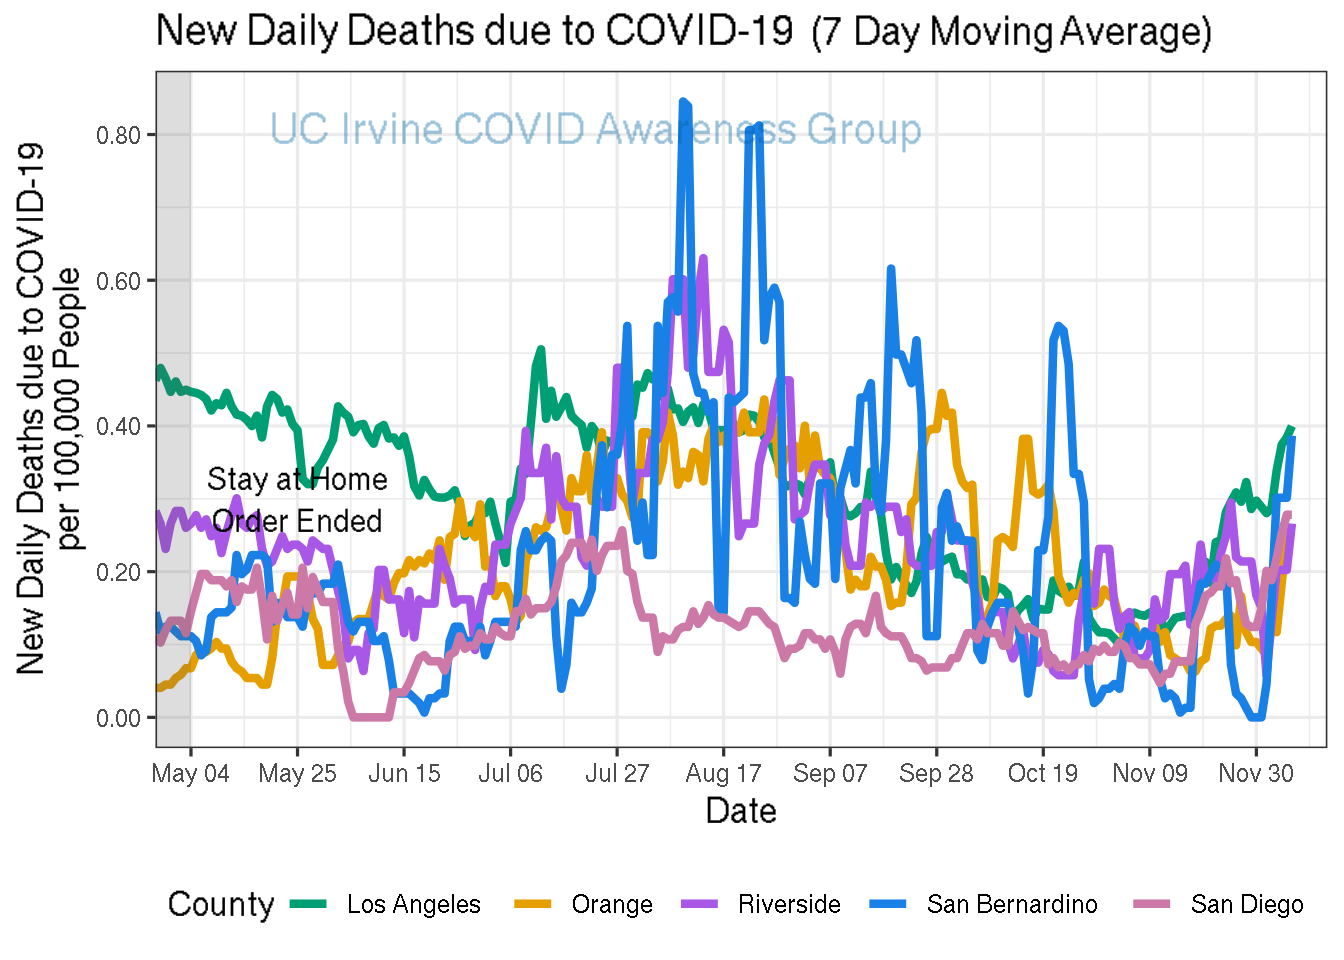 New Daily Deaths due to COVID-19 (7 Day Moving Average)
UC Irvine COVID Awareness Group
New Daily Deaths due to COVID-19
per 100,000 People
0.80
0.60
0.40
0.20
0.00
Stay at Home
Order Ended
May 04 May 25 Jun 15 Jul 06 Jul 27 Aug 17 Sep 07 Sep 28 Oct 19 Nov 09 Nov 30
Date
County Los Angeles Orange Riverside San Bernardino San Diego